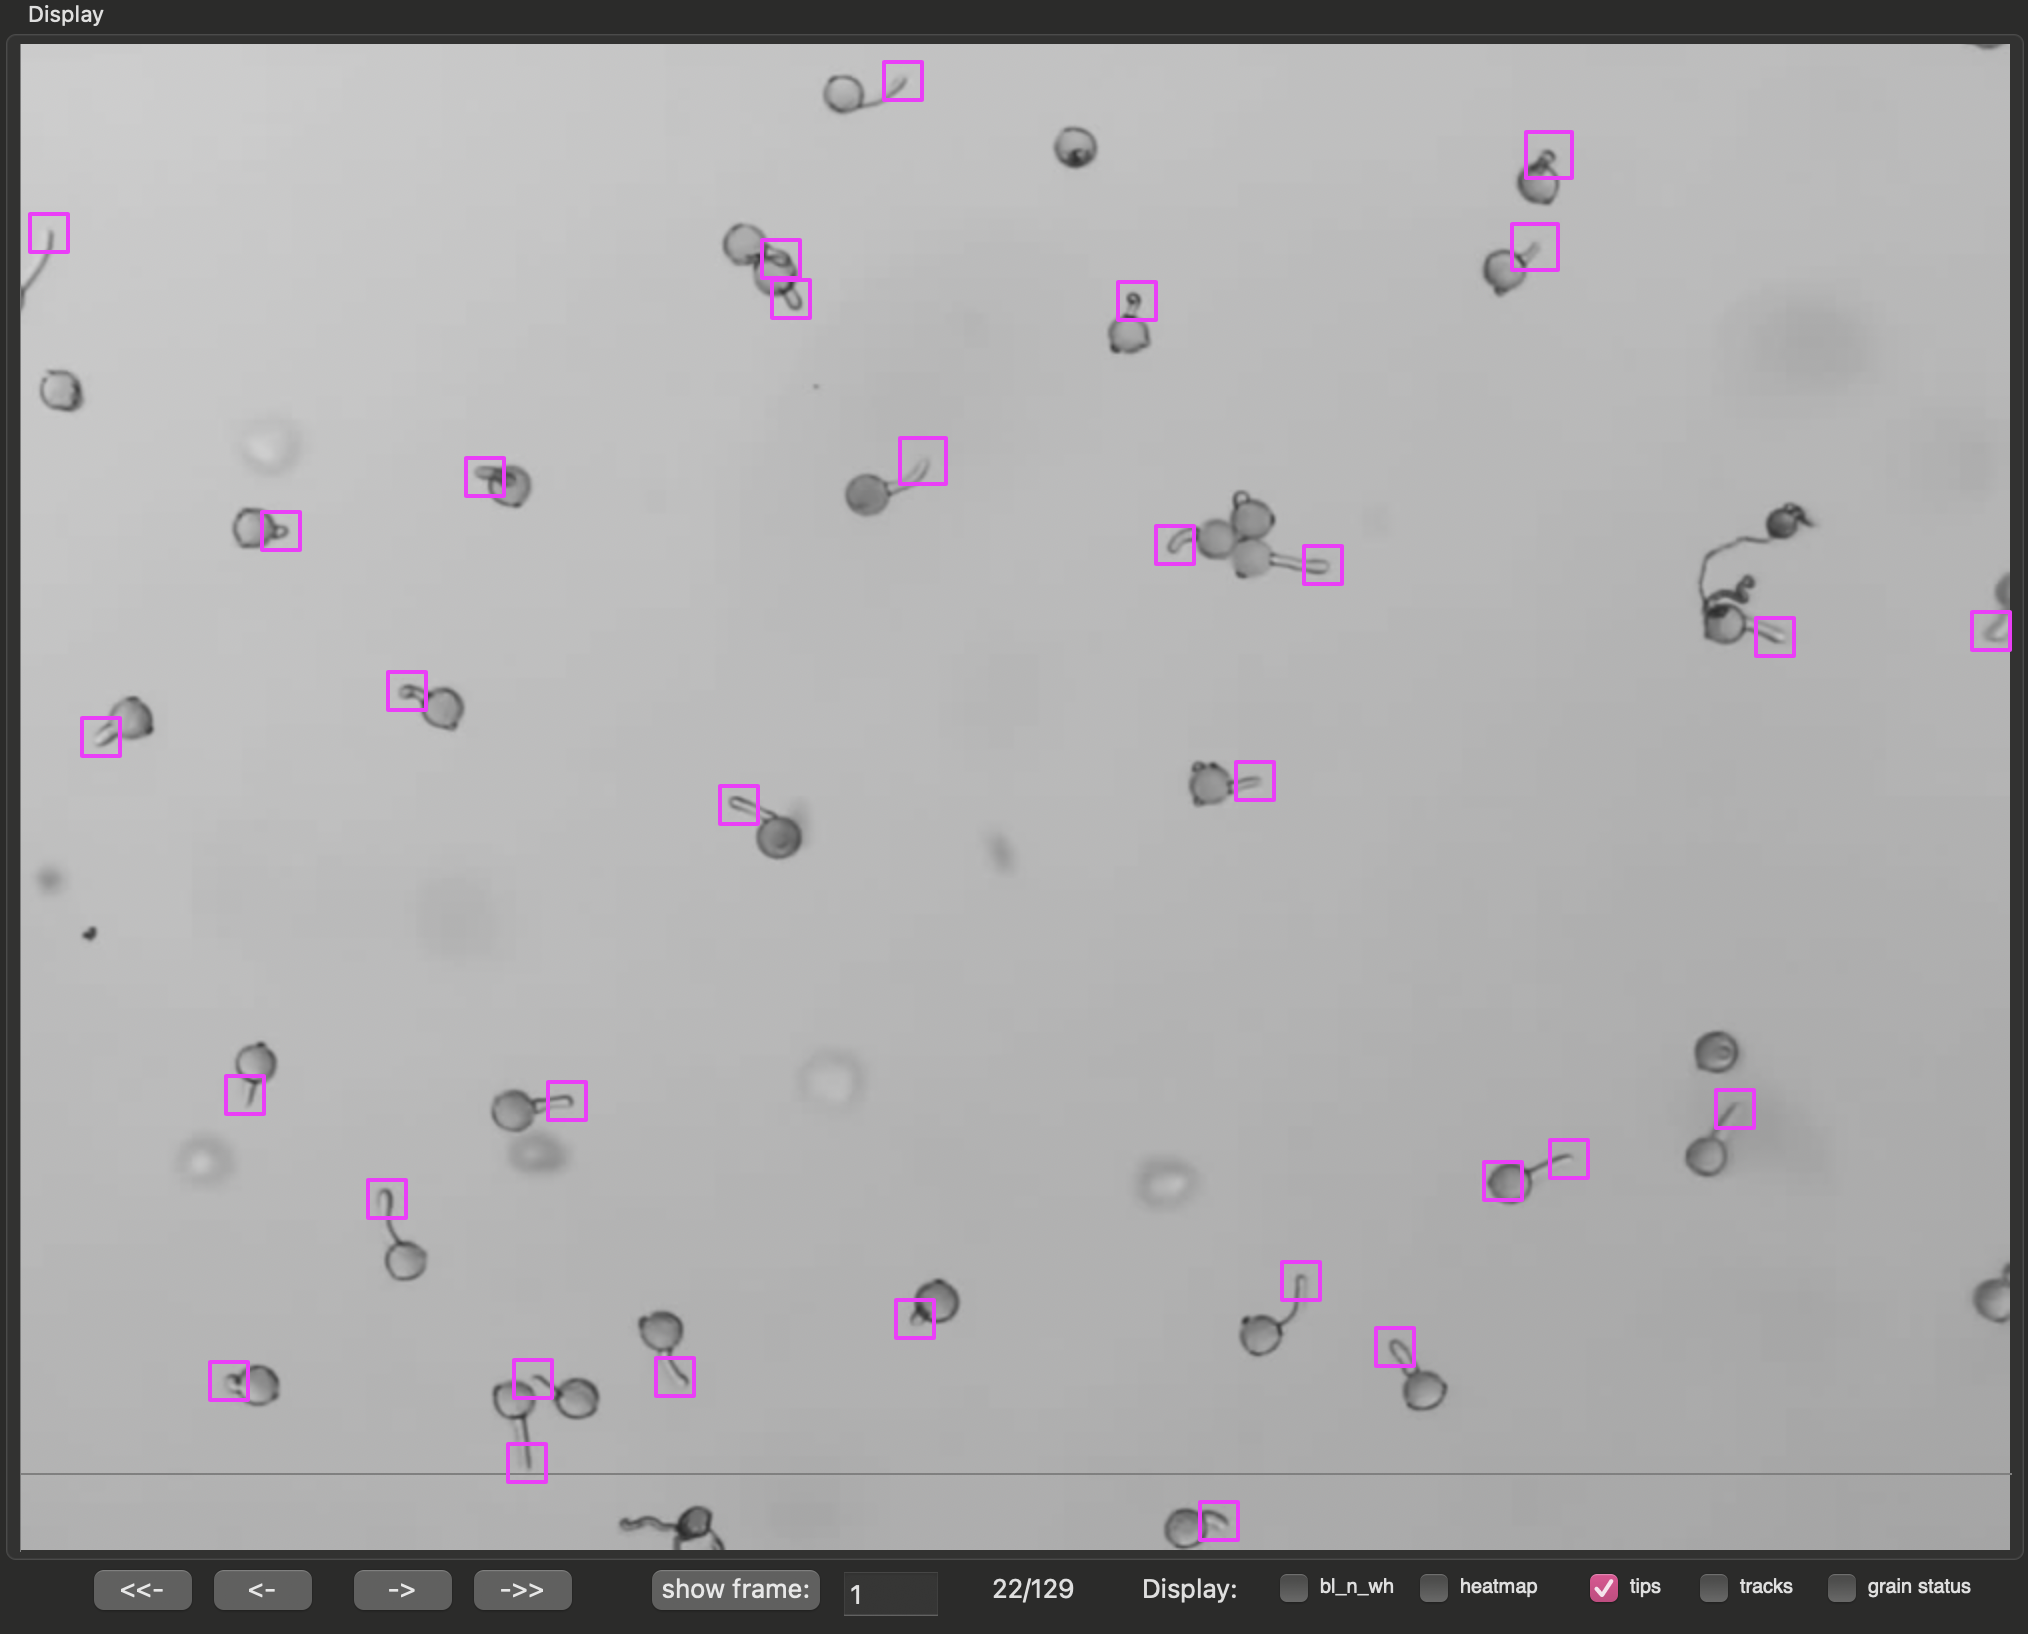 Display
<<- <- -> ->> show frame: 1 22/129 Display: bl_n_wh heatmap tips tracks grain status